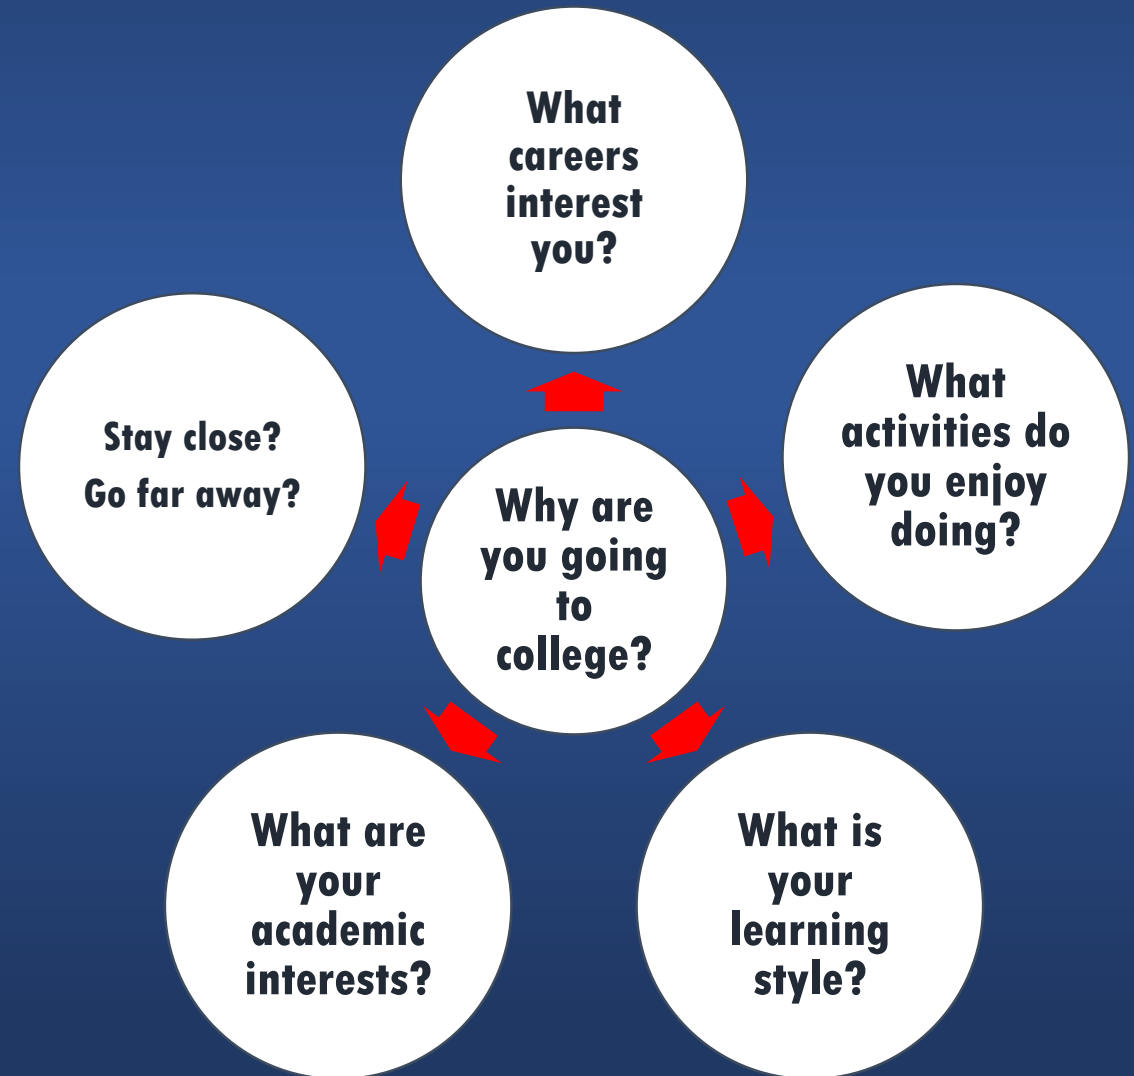 What
careers
interest
you?
What
activities do
you enjoy
doing?
Stay close?
Go far away?
Why are
you going
to
college?
What are
your
academic
interests?
What is
your
learning
style?